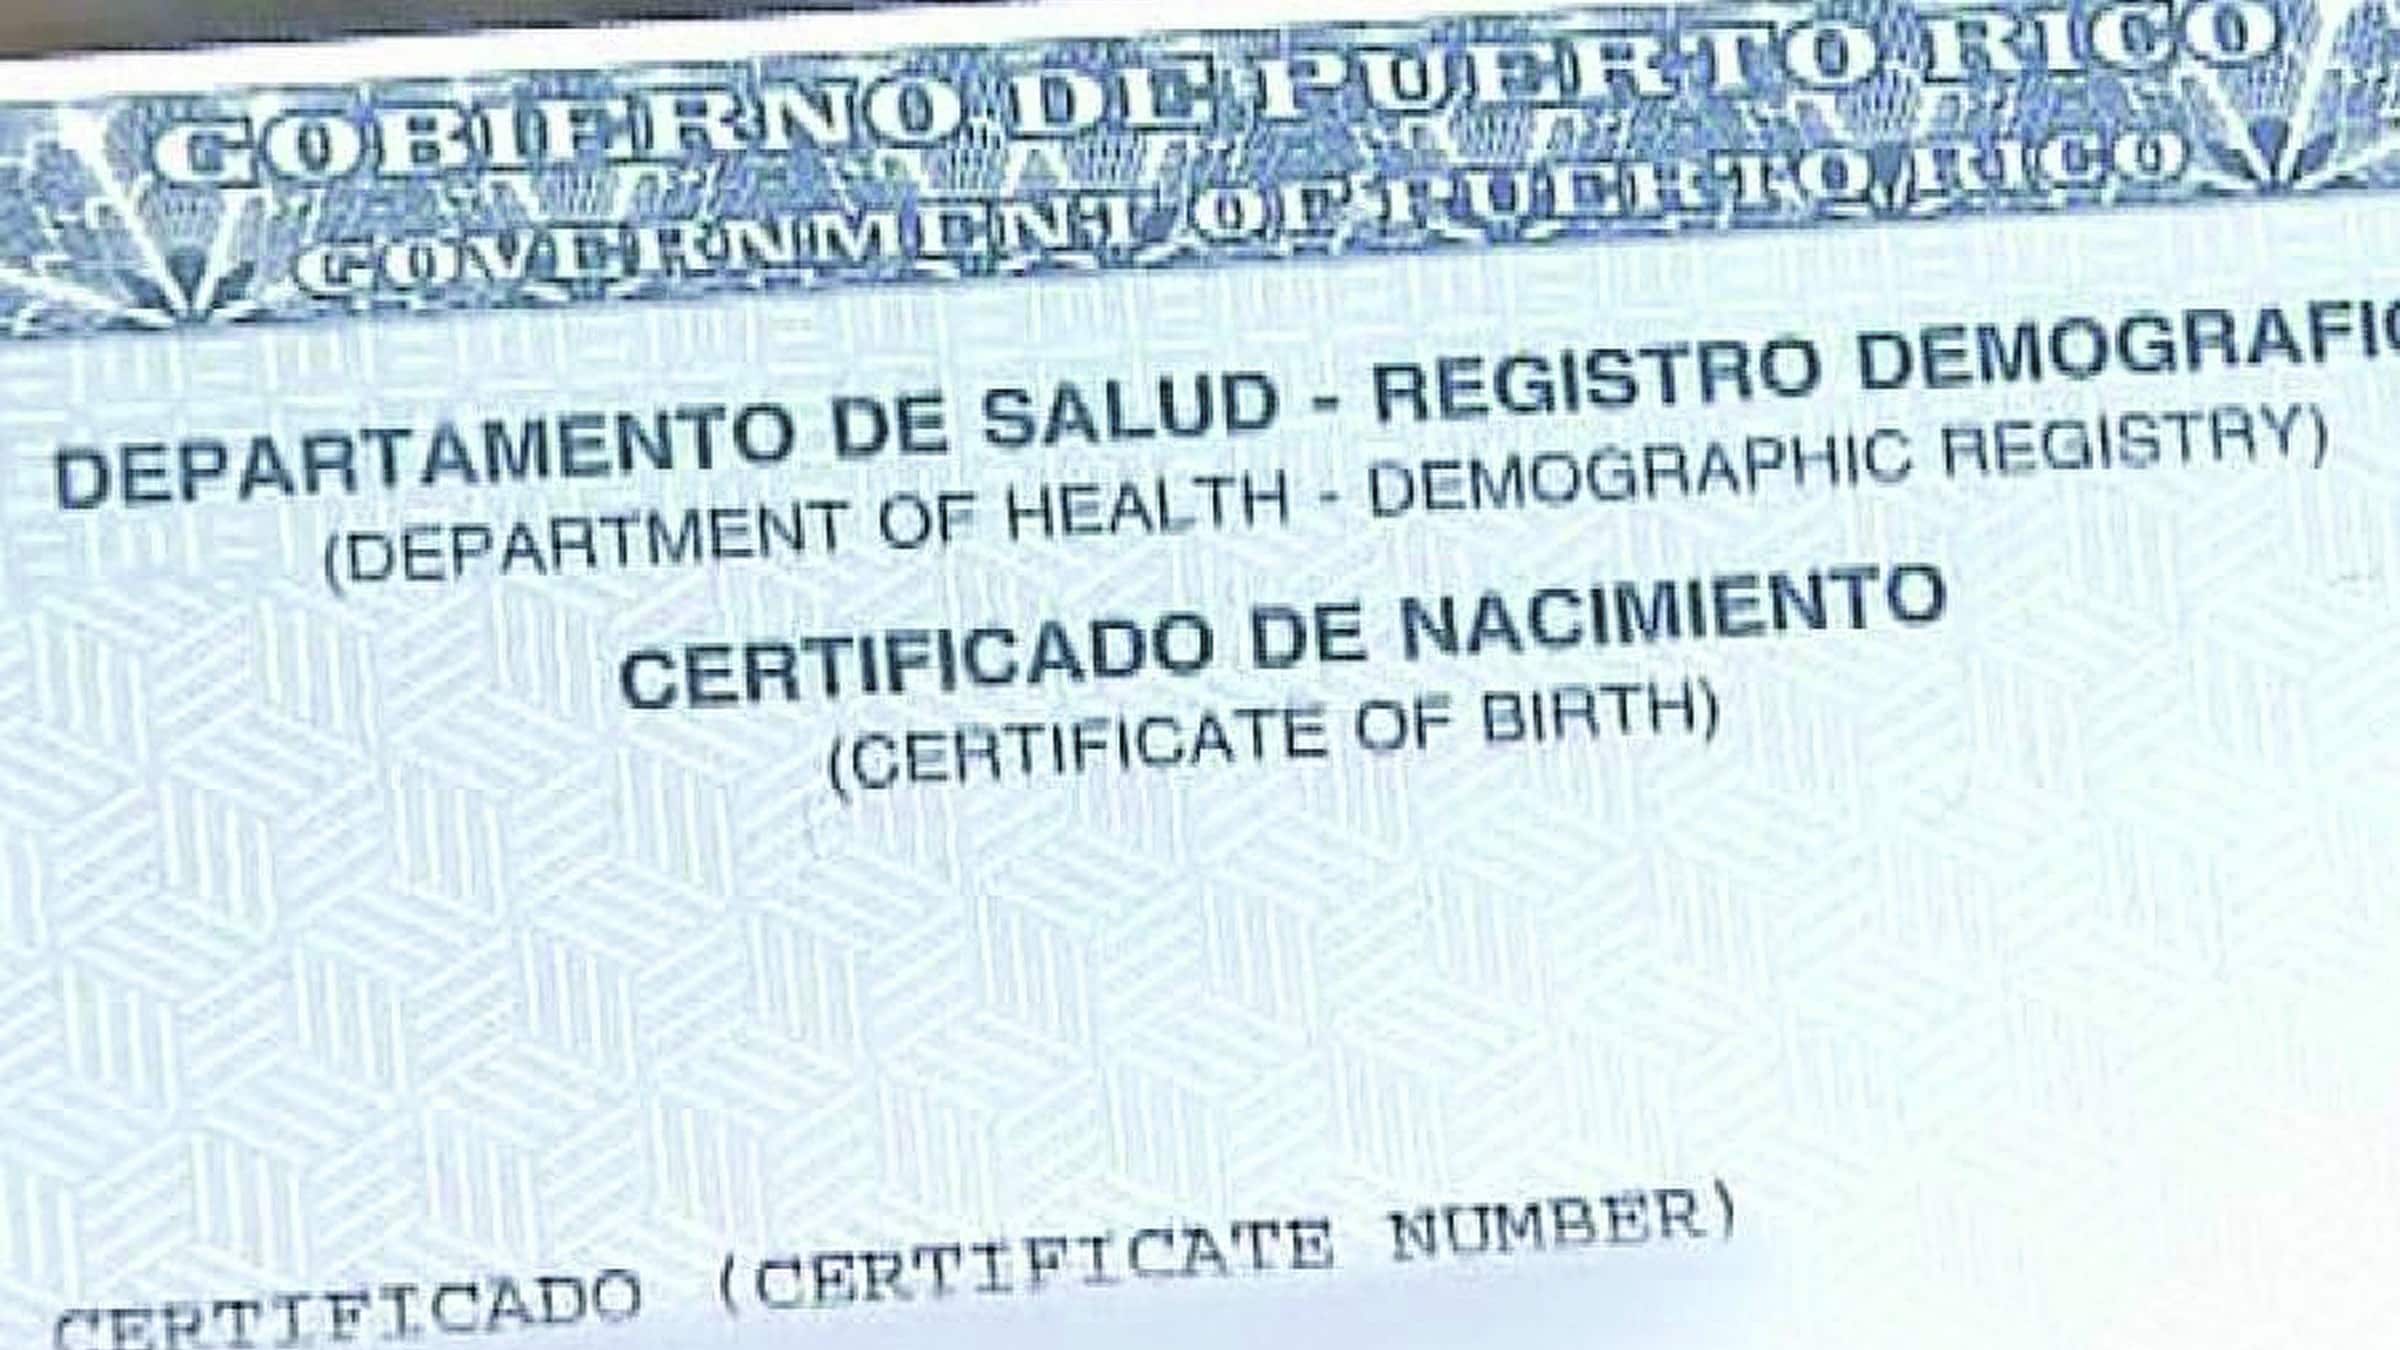 GOBIERNO DE PUERTO RICO
GOVERNMENT OF PUERTO RICO
DEPARTAMENTO DE SALUD - REGISTRO DEMOGRAFIC
(DEPARTMENT OF HEALTH - DEMOGRAPHIC REGISTRY)
CERTIFICADO DE NACIMIENTO
(CERTIFICATE OF BIRTH)
CERTIFICADO (CERTIFICATE NUMBER)